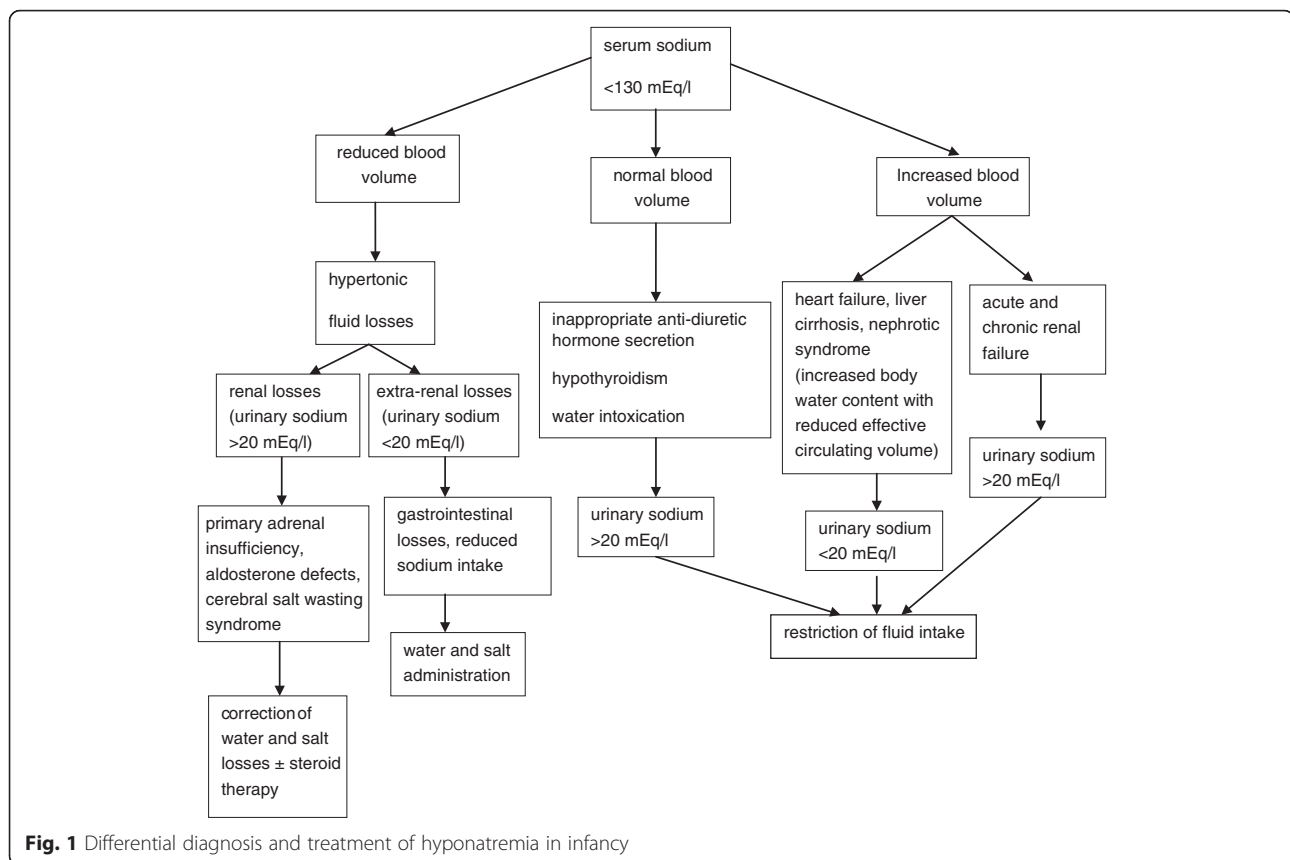 serum sodium
<130 mEq/l
reduced blood
volume
normal blood
volume
Increased blood
volume
hypertonic
fluid losses
inappropriate anti-diuretic
hormone secretion
hypothyroidism
water intoxication
heart failure, liver
cirrhosis, nephrotic
syndrome
(increased body
water content with
reduced effective
circulating volume)
acute and
chronic renal
failure
renal losses
(urinary sodium
>20 mEq/l)
extra-renal losses
(urinary sodium
<20 mEq/l)
urinary sodium
>20 mEq/l
primary adrenal
insufficiency,
aldosterone defects,
cerebral salt wasting
syndrome
gastrointestinal
losses, reduced
sodium intake
urinary sodium
>20 mEq/l
urinary sodium
<20 mEq/l
restriction of fluid intake
water and salt
administration
correction of
water and salt
losses ± steroid
therapy
Fig. 1 Differential diagnosis and treatment of hyponatremia in infancy